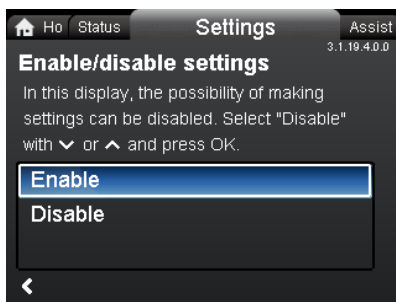 Ho Status Settings Assist
3.1.19.4.0.0
Enable/disable settings
In this display, the possibility of making
settings can be disabled. Select "Disable"
with or and press OK.
Enable
Disable